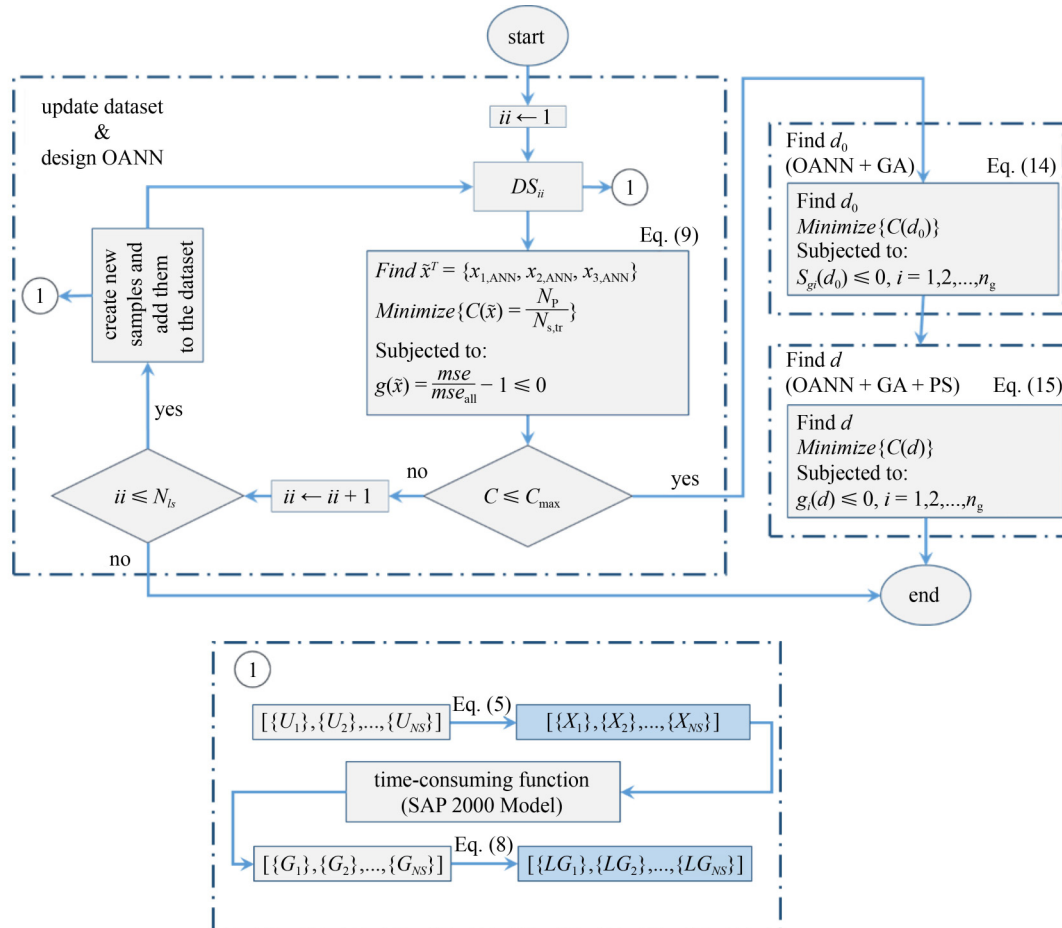 start
update dataset
&
design OANN
ii ← 1
DS_ii
1
Eq. (9)
Find x̃^T = {x_1,ANN, x_2,ANN, x_3,ANN}
Minimize{C(x̃) = N_P/N_s,tr}
Subjected to:
g(x̃) = mse/mse_all − 1 ⩽ 0
1
create new
samples and
add them
to the dataset
yes
ii ⩽ N_ls
no
ii ← ii + 1
no
C ⩽ C_max
yes
Find d_0
(OANN + GA)
Eq. (14)
Find d_0
Minimize{C(d_0)}
Subjected to:
S_gi(d_0) ⩽ 0, i = 1,2,...,n_g
Find d
(OANN + GA + PS)
Eq. (15)
Find d
Minimize{C(d)}
Subjected to:
g_i(d) ⩽ 0, i = 1,2,...,n_g
end
1
[{U_1},{U_2},...,{U_NS}]
Eq. (5)
[{X_1},{X_2},...,{X_NS}]
time-consuming function
(SAP 2000 Model)
[{G_1},{G_2},...,{G_NS}]
Eq. (8)
[{LG_1},{LG_2},...,{LG_NS}]